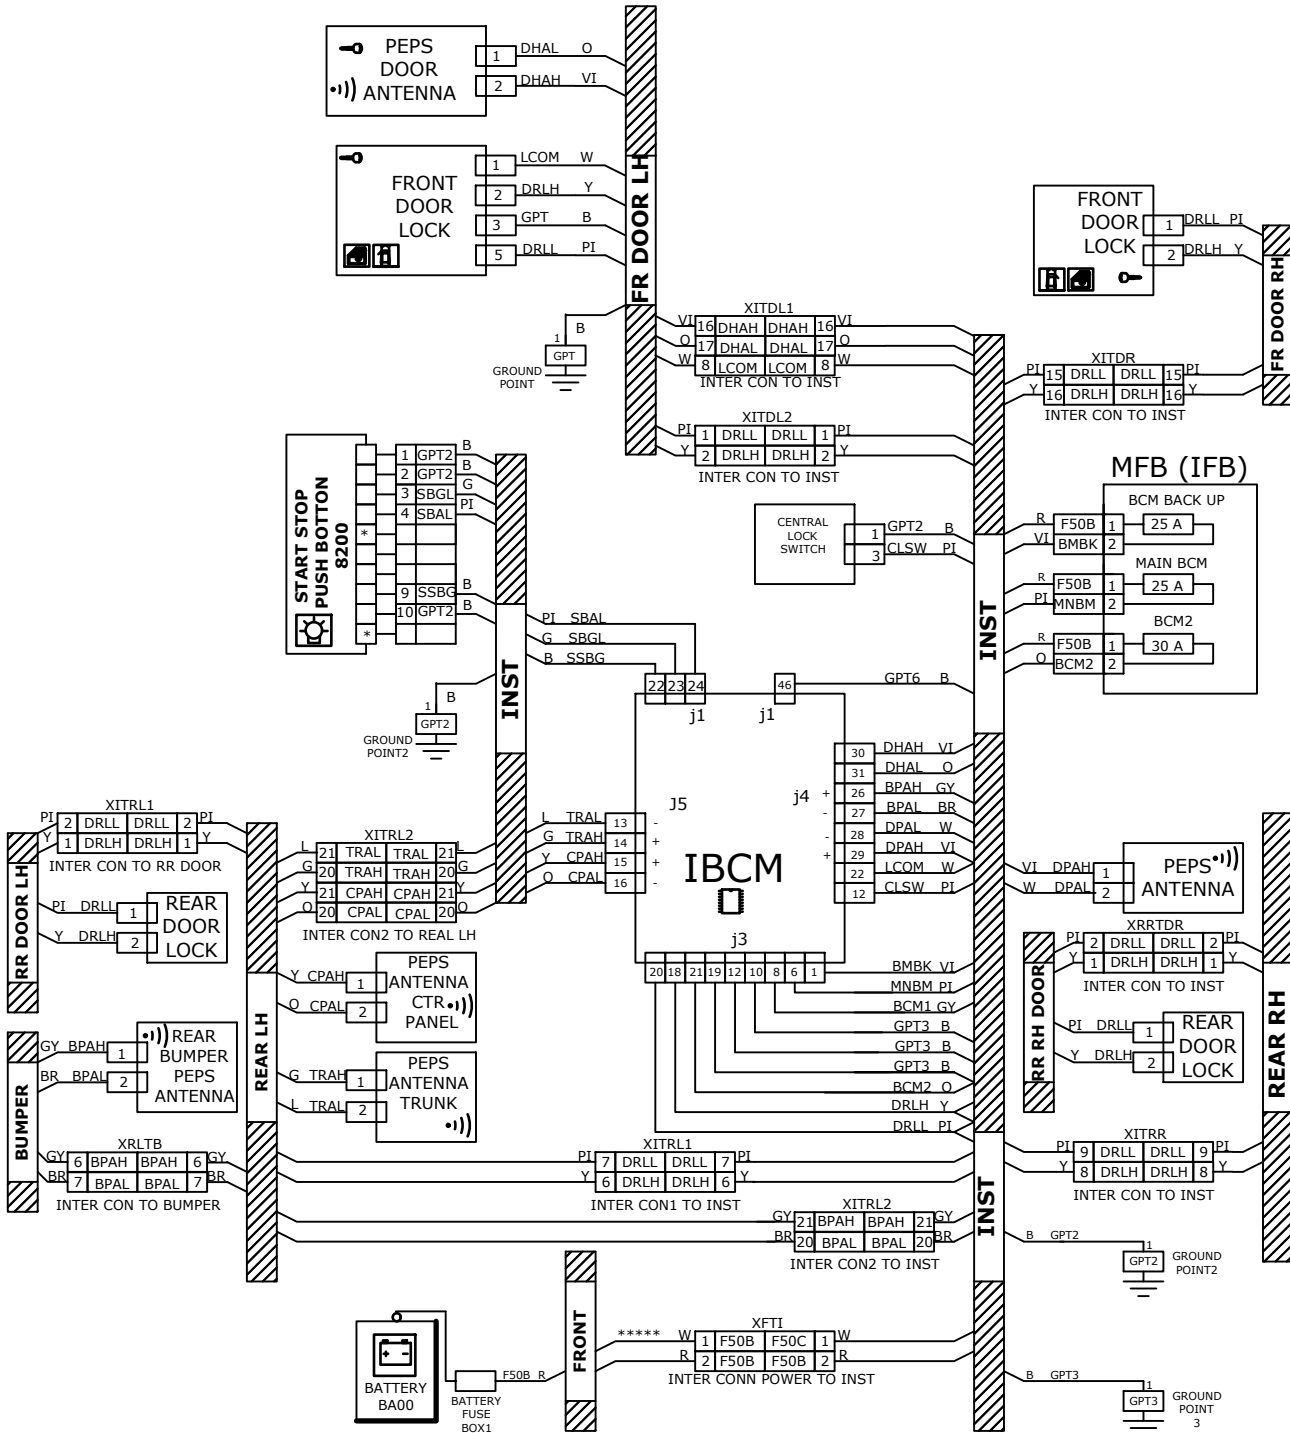 PEPS
DOOR
ANTENNA
1 DHAL O
2 DHAH VI
FRONT
DOOR
LOCK
1 LCOM W
2 DRLH Y
3 GPT B
5 DRLL PI
FR DOOR LH
B
1
GPT
GROUND
POINT
XITDL1
VI 16 DHAH DHAH 16 VI
O 17 DHAL DHAL 17 O
W 8 LCOM LCOM 8 W
INTER CON TO INST
XITDL2
PI 1 DRLL DRLL 1 PI
Y 2 DRLH DRLH 2 Y
INTER CON TO INST
FRONT
DOOR
LOCK
1 DRLL PI
2 DRLH Y
FR DOOR RH
XITDR
PI 15 DRLL DRLL 15 PI
Y 16 DRLH DRLH 16 Y
INTER CON TO INST
START STOP
PUSH BOTTON
8200
*
*
1 GPT2 B
2 GPT2 B
3 SBGL G
4 SBAL PI
9 SSBG B
10 GPT2 B
INST
PI SBAL
G SBGL
B SSBG
B
1
GPT2
GROUND
POINT2
CENTRAL
LOCK
SWITCH
1 GPT2 B
3 CLSW PI
INST
MFB (IFB)
BCM BACK UP
R F50B 1 25 A
VI BMBK 2
MAIN BCM
R F50B 1 25 A
PI MNBM 2
BCM2
R F50B 1 30 A
O BCM2 2
22 23 24
j1
46 GPT6 B
j1
J5
j4
IBCM
j3
L TRAL 13 -
G TRAH 14 +
Y CPAH 15 +
O CPAL 16 -
30 DHAH VI
31 DHAL O
+ 26 BPAH GY
- 27 BPAL BR
- 28 DPAL W
+ 29 DPAH VI
22 LCOM W
12 CLSW PI
20 18 21 19 12 10 8 6 1
BMBK VI
MNBM PI
BCM1 GY
GPT3 B
GPT3 B
GPT3 B
BCM2 O
DRLH Y
DRLL PI
XITRL1
PI 2 DRLL DRLL 2 PI
Y 1 DRLH DRLH 1 Y
INTER CON TO RR DOOR
RR DOOR LH
PI DRLL 1
Y DRLH 2
REAR
DOOR
LOCK
XITRL2
L 21 TRAL TRAL 21 L
G 20 TRAH TRAH 20 G
Y 21 CPAH CPAH 21 Y
O 20 CPAL CPAL 20 O
INTER CON2 TO REAL LH
REAR LH
Y CPAH 1
O CPAL 2
PEPS
ANTENNA
CTR
PANEL
G TRAH 1
L TRAL 2
PEPS
ANTENNA
TRUNK
BUMPER
GY BPAH 1
BR BPAL 2
REAR
BUMPER
PEPS
ANTENNA
XRLTB
GY 6 BPAH BPAH 6 GY
BR 7 BPAL BPAL 7 BR
INTER CON TO BUMPER
XITRL1
PI 7 DRLL DRLL 7 PI
Y 6 DRLH DRLH 6 Y
INTER CON1 TO INST
XITRL2
GY 21 BPAH BPAH 21 GY
BR 20 BPAL BPAL 20 BR
INTER CON2 TO INST
INST
VI DPAH 1
W DPAL 2
PEPS
ANTENNA
XRRTDR
PI 2 DRLL DRLL 2 PI
Y 1 DRLH DRLH 1 Y
INTER CON TO INST
RR RH DOOR
PI DRLL 1
Y DRLH 2
REAR
DOOR
LOCK
REAR RH
XITRR
PI 9 DRLL DRLL 9 PI
Y 8 DRLH DRLH 8 Y
INTER CON TO INST
B GPT2
1
GPT2
GROUND
POINT2
BATTERY
BA00
F50B R
BATTERY
FUSE
BOX1
FRONT
XFTI
***** W 1 F50B F50C 1 W
R 2 F50B F50B 2 R
INTER CONN POWER TO INST
B GPT3
1
GPT3
GROUND
POINT
3